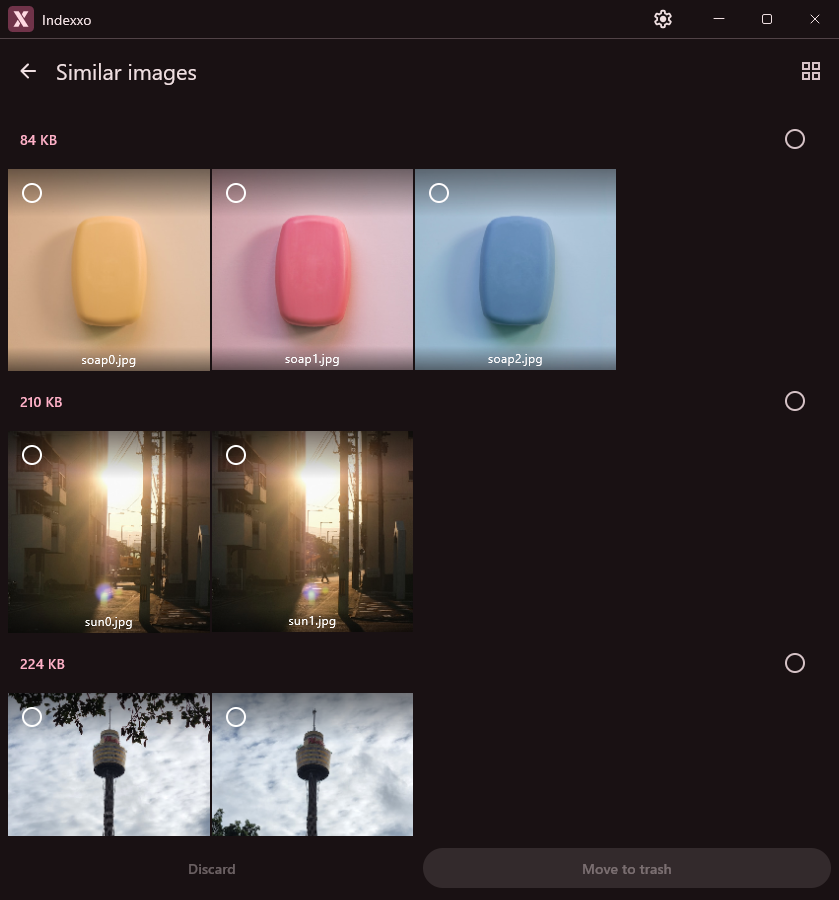 Indexxo
Similar images
84 KB
soap0.jpg
soap1.jpg
soap2.jpg
210 KB
sun0.jpg
sun1.jpg
224 KB
Discard
Move to trash